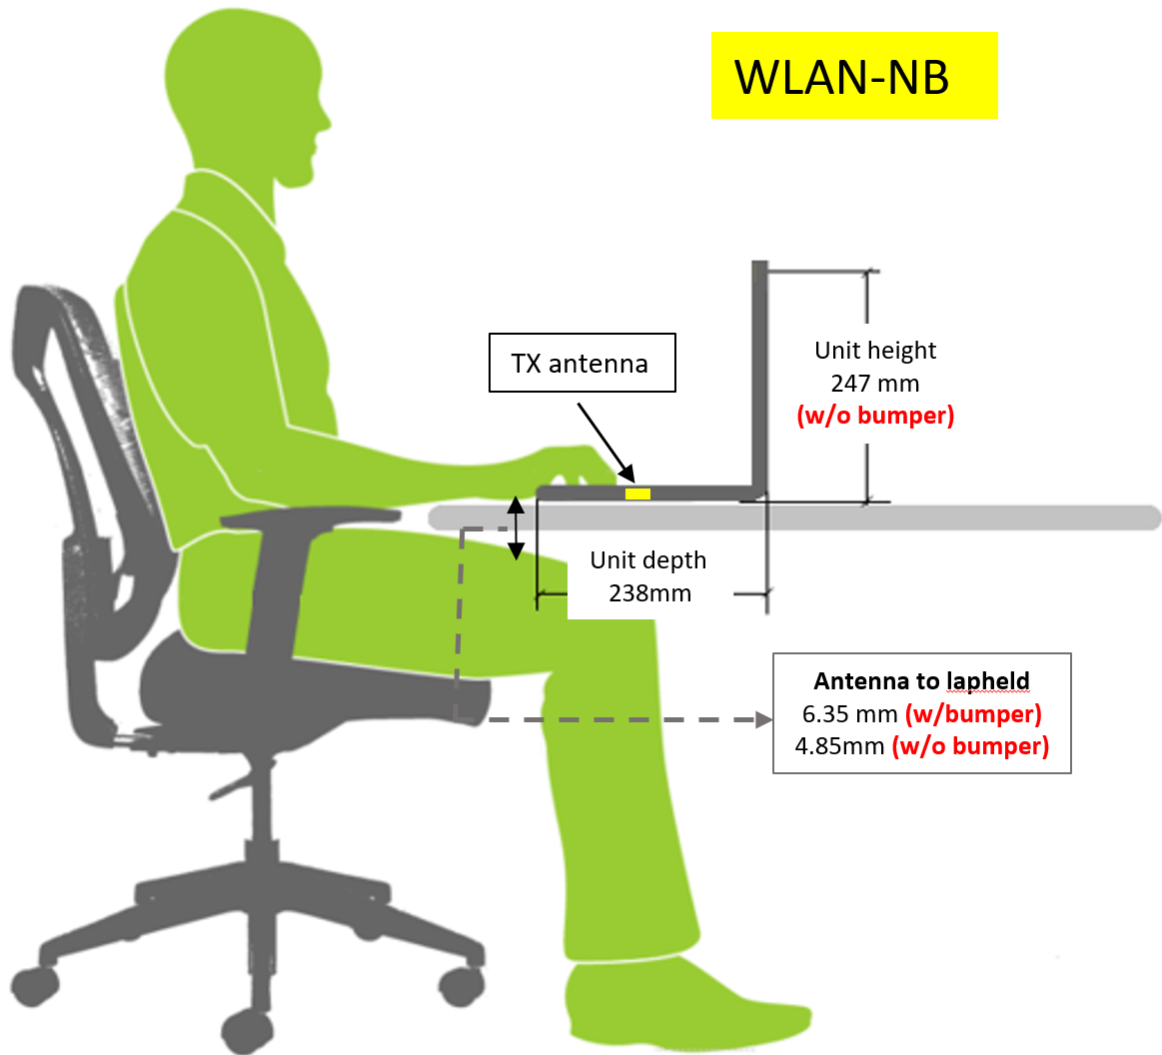 WLAN-NB
TX antenna
Unit height
247 mm
(w/o bumper)
Unit depth
238mm
Antenna to lapheld
6.35 mm (w/bumper)
4.85mm (w/o bumper)